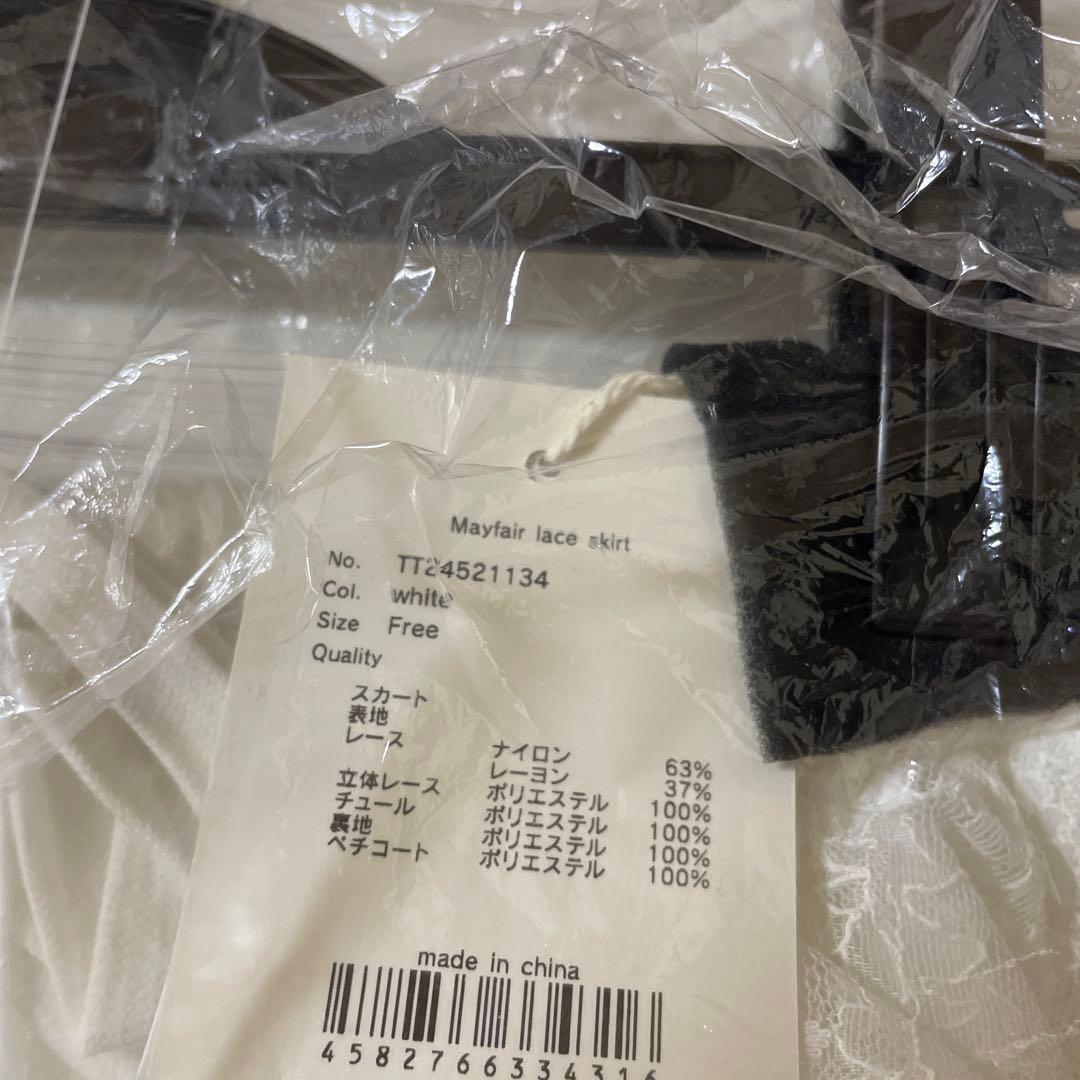 Mayfair lace skirt
No. TT24521134
Col. white
Size Free
Quality
スカート
表地
レース ナイロン 63%
レーヨン 37%
立体レース ポリエステル 100%
チュール ポリエステル 100%
裏地 ポリエステル 100%
ペチコート ポリエステル 100%
made in china
4582766334316